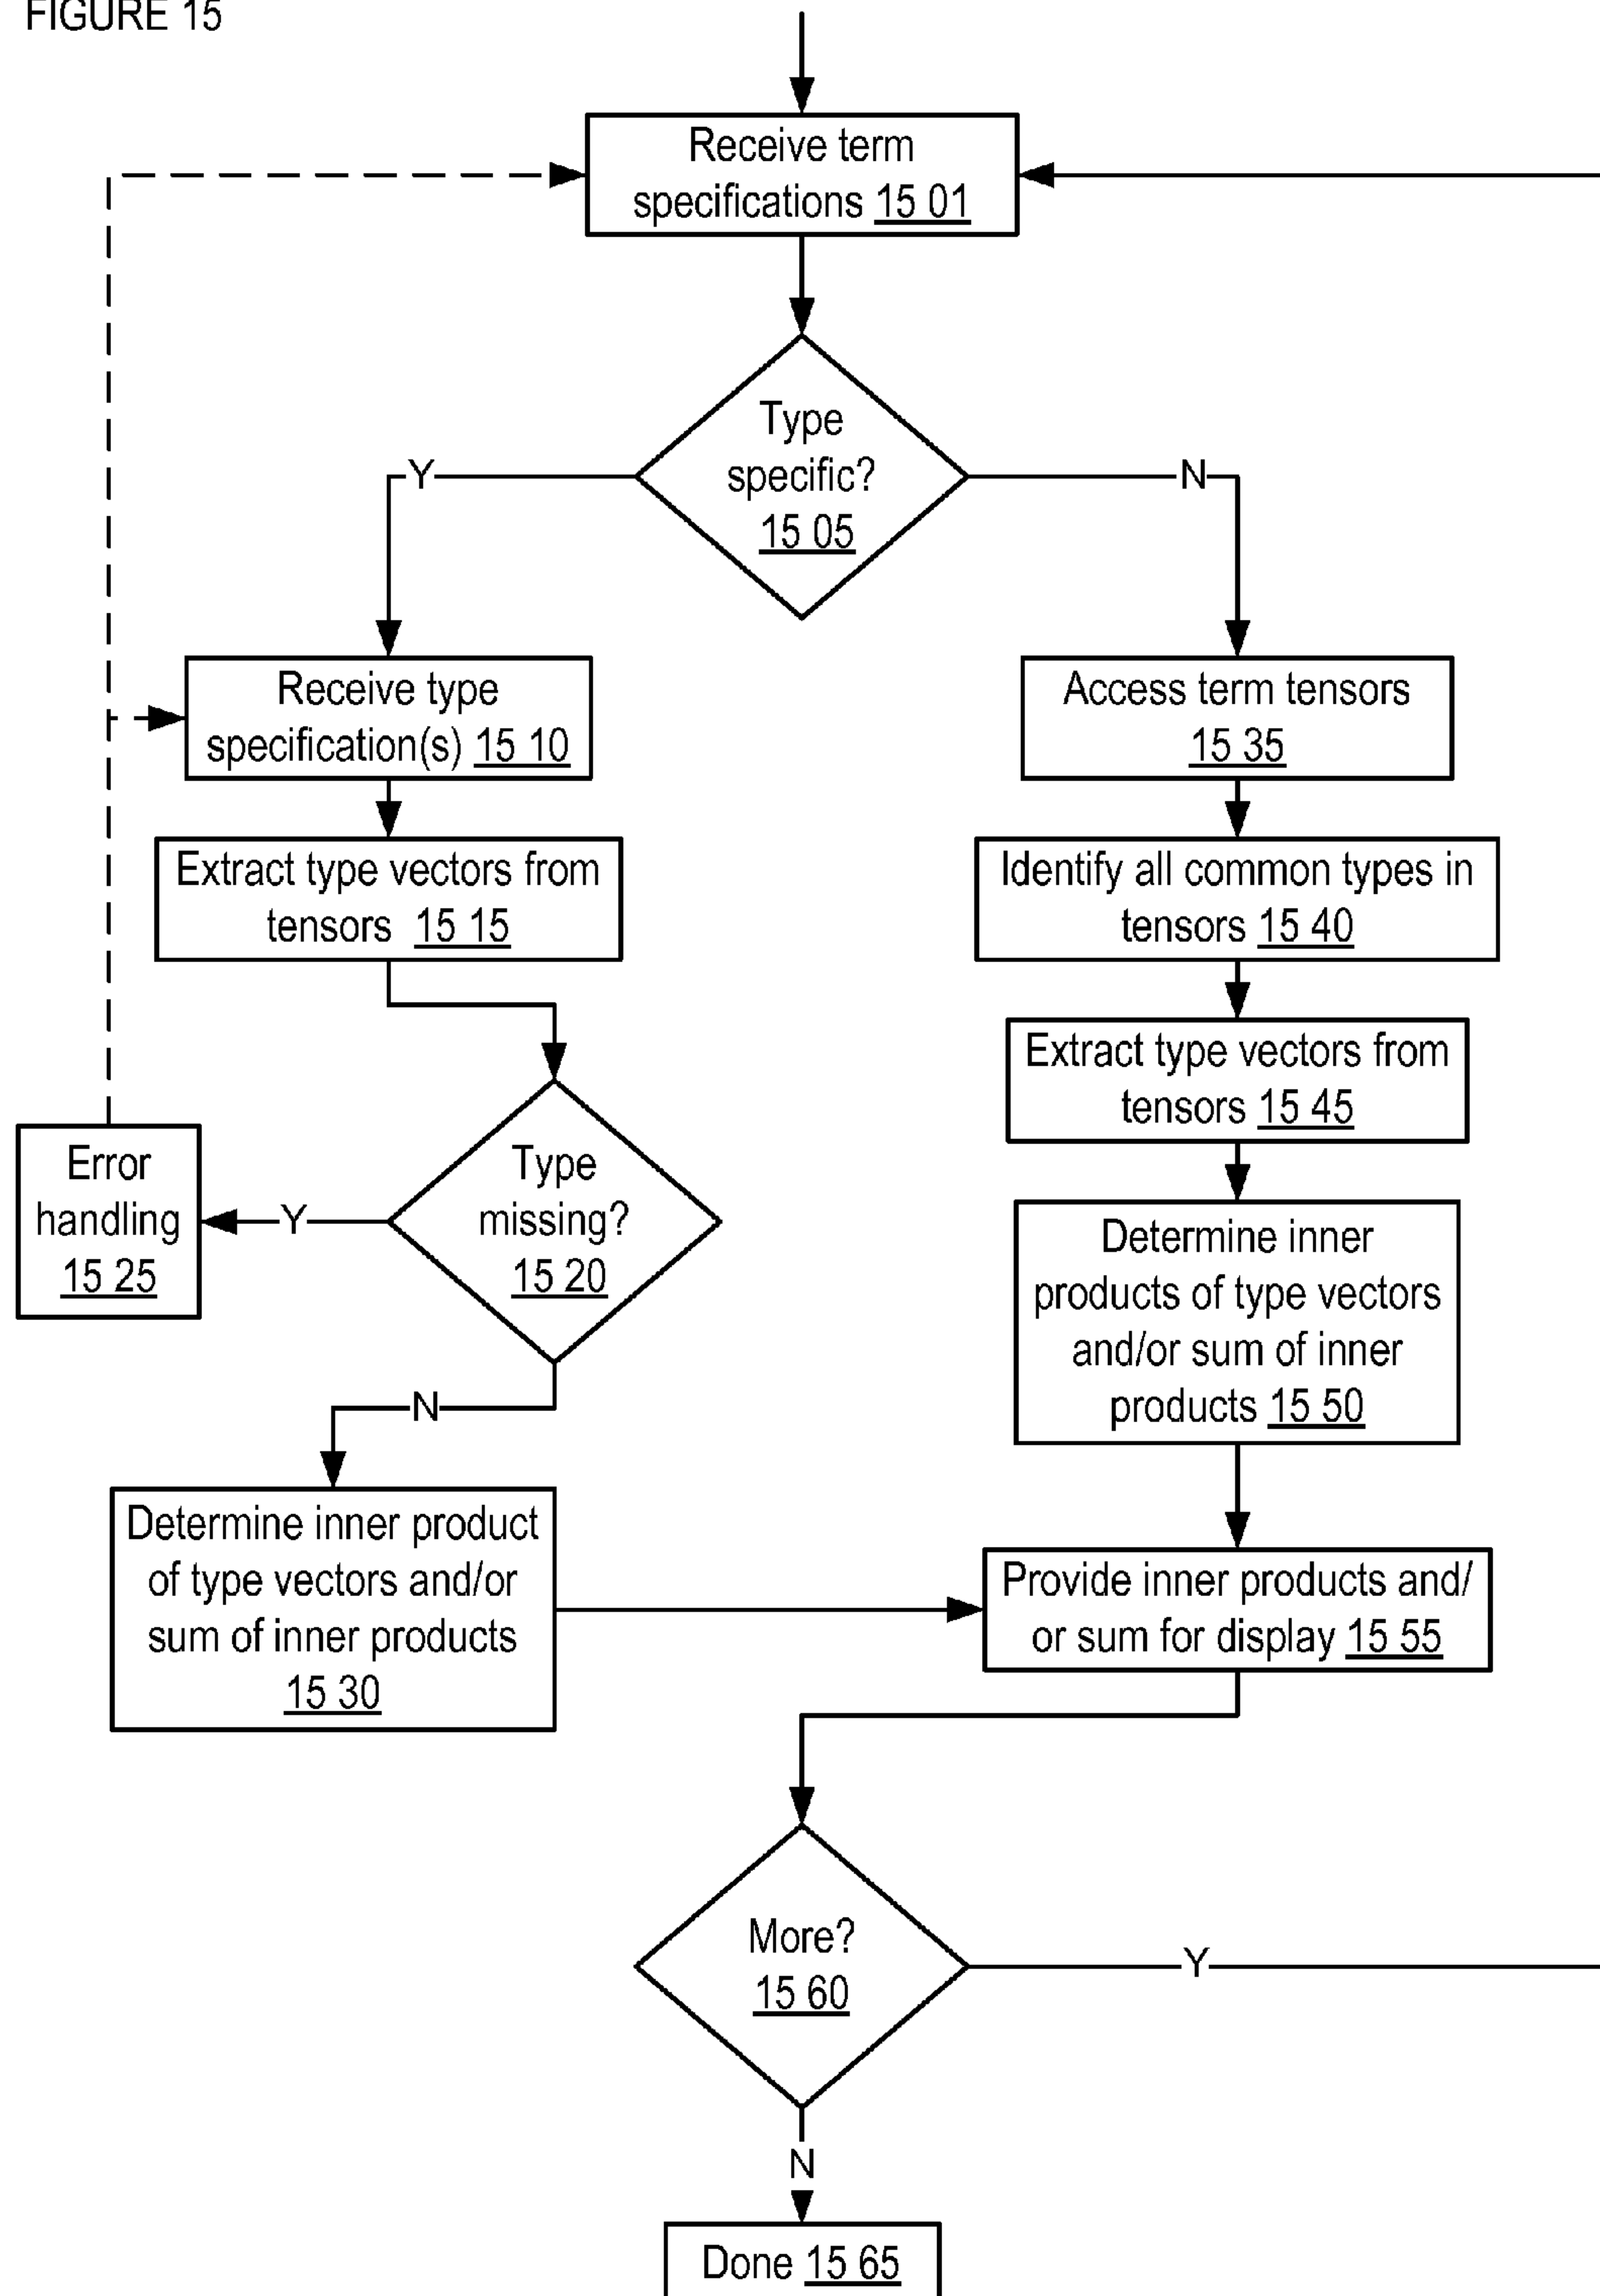 FIGURE 15
Receive term
specifications 15 01
Type
specific?
15 05
Y
N
Receive type
specification(s) 15 10
Access term tensors
15 35
Extract type vectors from
tensors 15 15
Identify all common types in
tensors 15 40
Extract type vectors from
tensors 15 45
Error
handling
15 25
Y
Type
missing?
15 20
Determine inner
products of type vectors
and/or sum of inner
products 15 50
N
Determine inner product
of type vectors and/or
sum of inner products
15 30
Provide inner products and/
or sum for display 15 55
More?
15 60
Y
N
Done 15 65